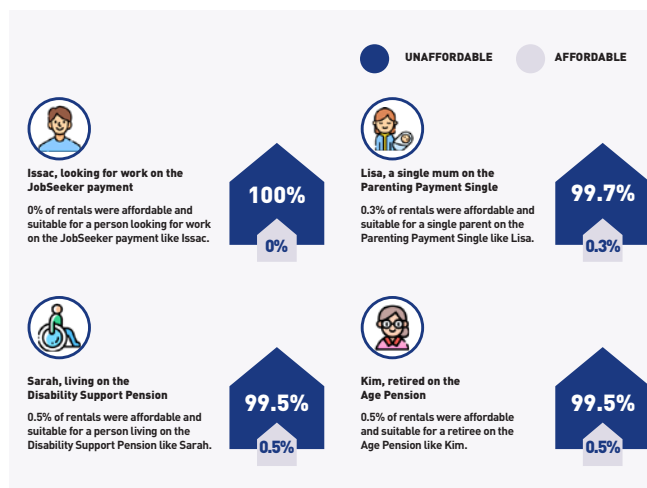 UNAFFORDABLE
AFFORDABLE
Issac, looking for work on the
JobSeeker payment
0% of rentals were affordable and
suitable for a person looking for work
on the JobSeeker payment like Issac.
100%
0%
Lisa, a single mum on the
Parenting Payment Single
0.3% of rentals were affordable and
suitable for a single parent on the
Parenting Payment Single like Lisa.
99.7%
0.3%
Sarah, living on the
Disability Support Pension
0.5% of rentals were affordable and
suitable for a person living on the
Disability Support Pension like Sarah.
99.5%
0.5%
Kim, retired on the
Age Pension
0.5% of rentals were affordable
and suitable for a retiree on the
Age Pension like Kim.
99.5%
0.5%